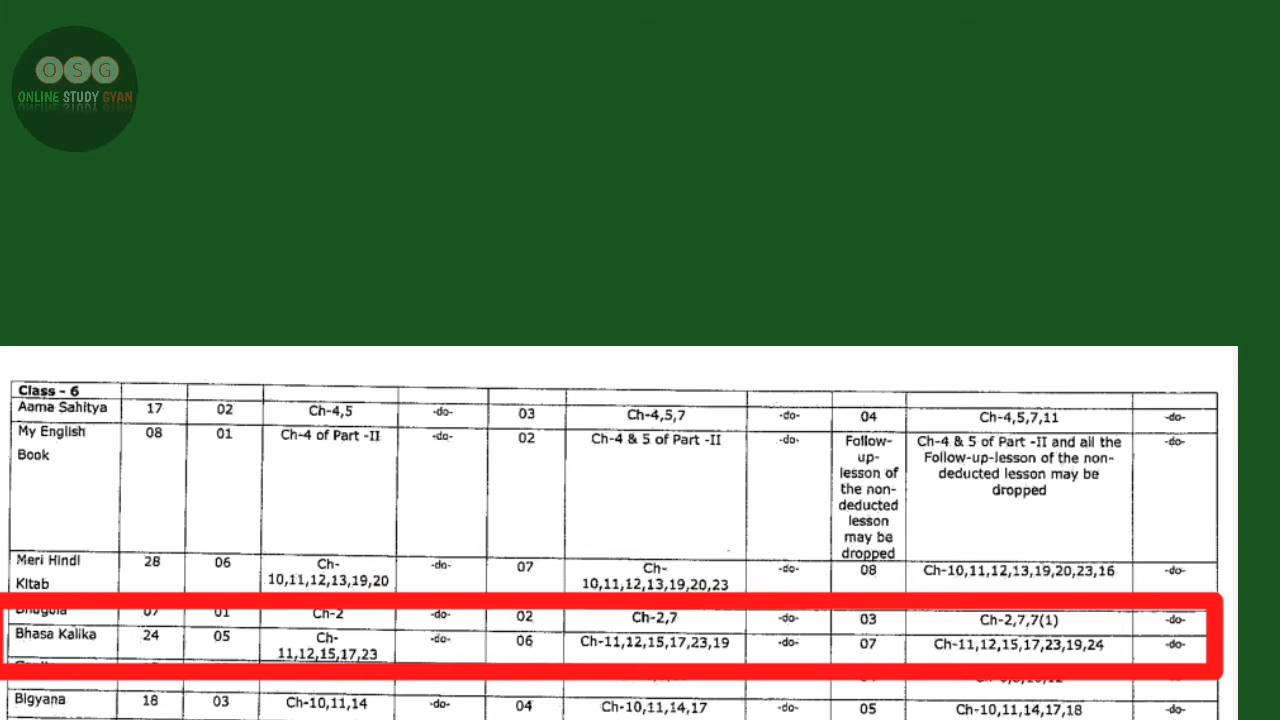 OSG
ONLINE STUDY GYAN
Class - 6
Aama Sahitya 17 02 Ch-4,5 -do- 03 Ch-4,5,7 -do- 04 Ch-4,5,7,11 -do-
My English Book 08 01 Ch-4 of Part -II -do- 02 Ch-4 & 5 of Part -II -do- Follow-up-lesson of the non-deducted lesson may be dropped Ch-4 & 5 of Part -II and all the Follow-up-lesson of the non-deducted lesson may be dropped -do-
Meri Hindi Kitab 28 06 Ch-10,11,12,13,19,20 -do- 07 Ch-10,11,12,13,19,20,23 -do- 08 Ch-10,11,12,13,19,20,23,16 -do-
Bhugola 07 01 Ch-2 -do- 02 Ch-2,7 -do- 03 Ch-2,7,7(1) -do-
Bhasa Kalika 24 05 Ch-11,12,15,17,23 -do- 06 Ch-11,12,15,17,23,19 -do- 07 Ch-11,12,15,17,23,19,24 -do-
Bigyana 18 03 Ch-10,11,14 -do- 04 Ch-10,11,14,17 -do- 05 Ch-10,11,14,17,18 -do-